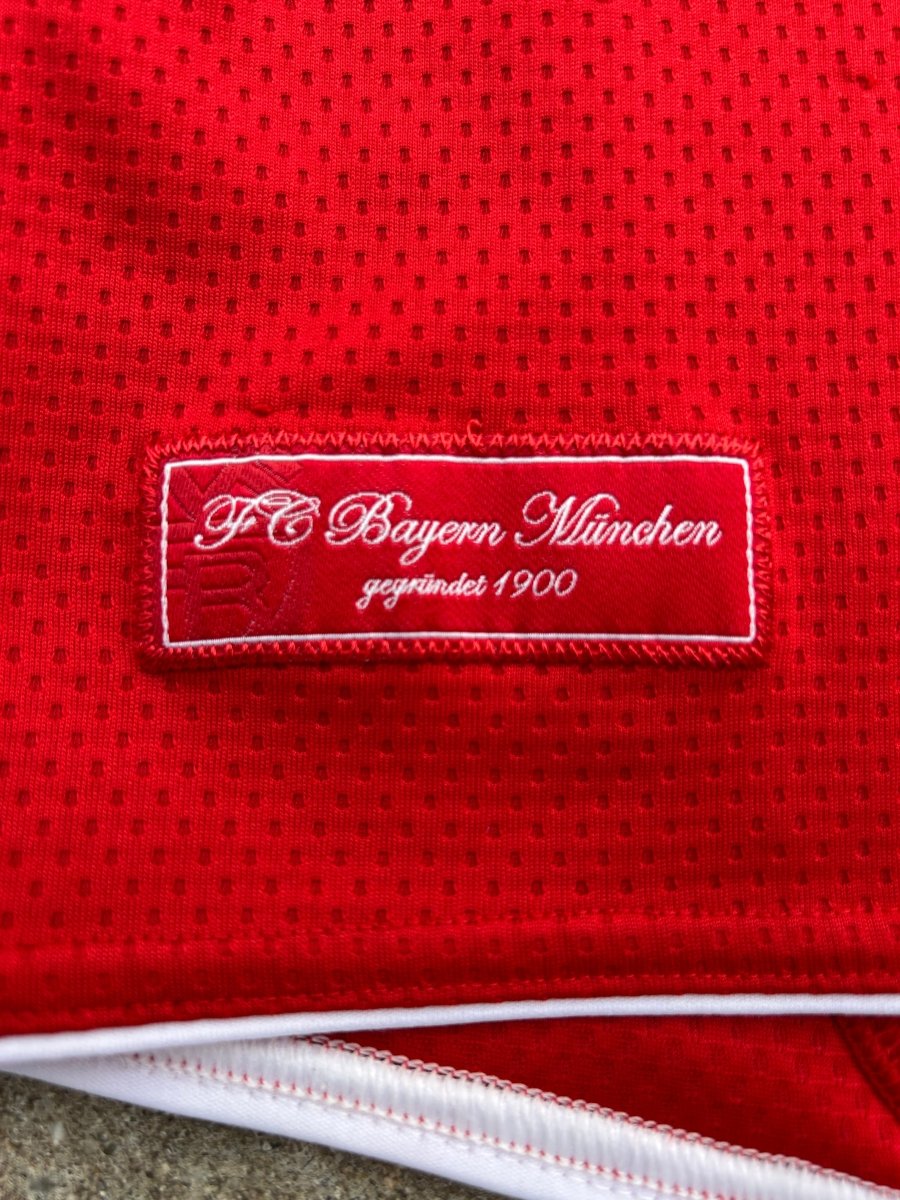 FC Bayern München
gegründet 1900